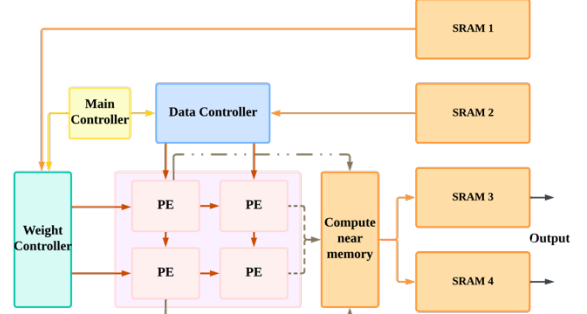 SRAM 1
Main
Controller
Data Controller
SRAM 2
Weight
Controller
PE
PE
Compute
near
memory
SRAM 3
Output
PE
PE
SRAM 4